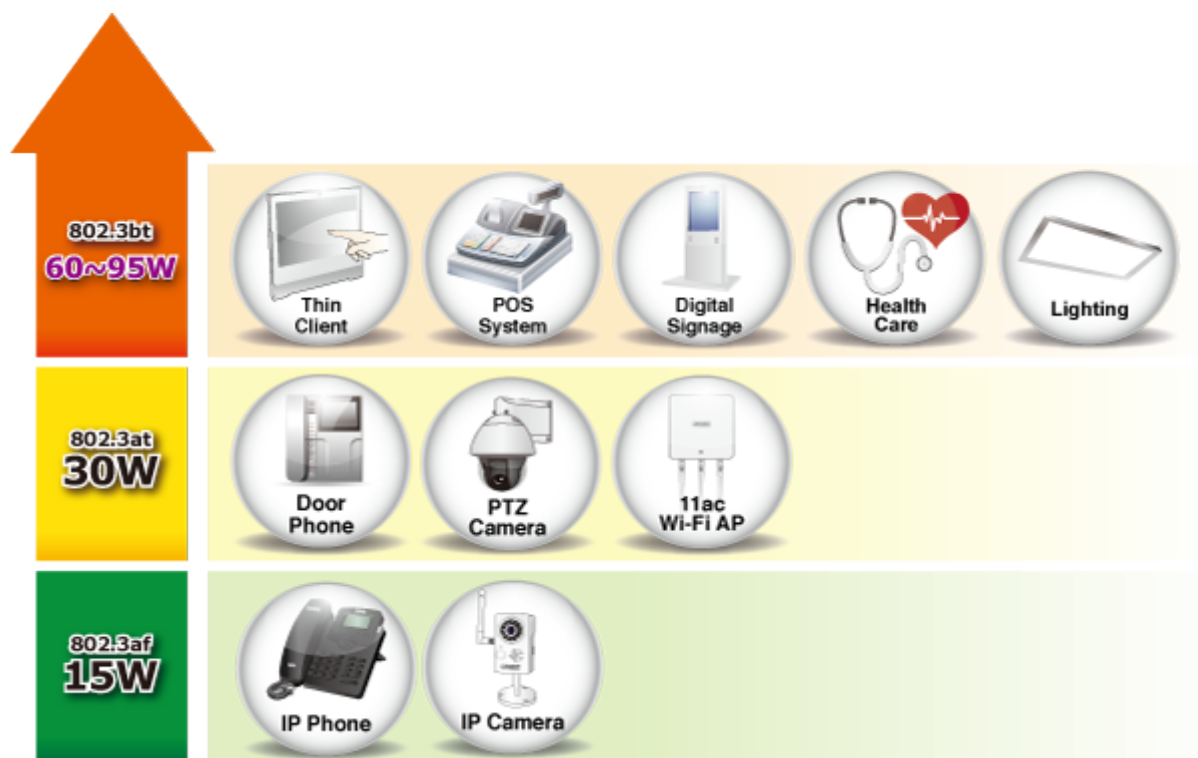 802.3bt
60~95W
Thin
Client
POS
System
Digital
Signage
Health
Care
Lighting
802.3at
30W
Door
Phone
PTZ
Camera
11ac
Wi-Fi AP
802.3af
15W
IP Phone
IP Camera